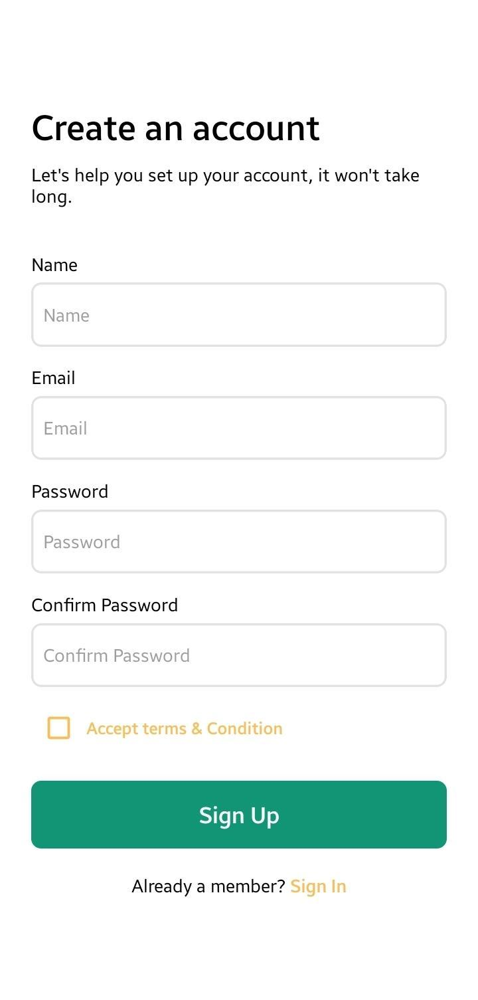 Create an account
Let's help you set up your account, it won't take
long.
Name
Name
Email
Email
Password
Password
Confirm Password
Confirm Password
Accept terms & Condition
Sign Up
Already a member? Sign In